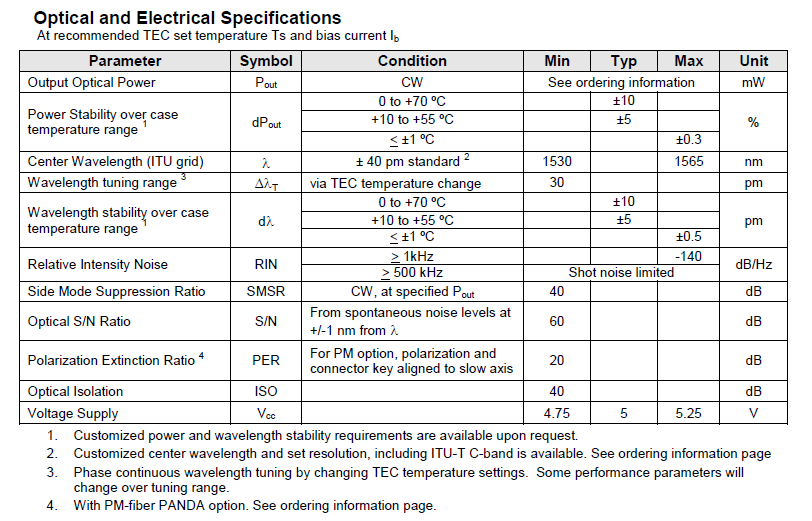 Optical and Electrical Specifications
At recommended TEC set temperature Ts and bias current Ib
Parameter Symbol Condition Min Typ Max Unit
Output Optical Power Pout CW See ordering information mW
Power Stability over case temperature range 1 dPout %
0 to +70 ºC ±10
+10 to +55 ºC ±5
≤ ±1 ºC ±0.3
Center Wavelength (ITU grid) λ ± 40 pm standard 2 1530 1565 nm
Wavelength tuning range 3 ΔλT via TEC temperature change 30 pm
Wavelength stability over case temperature range 1 dλ pm
0 to +70 ºC ±10
+10 to +55 ºC ±5
≤ ±1 ºC ±0.5
Relative Intensity Noise RIN dB/Hz
≥ 1kHz -140
≥ 500 kHz Shot noise limited
Side Mode Suppression Ratio SMSR CW, at specified Pout 40 dB
Optical S/N Ratio S/N From spontaneous noise levels at +/-1 nm from λ 60 dB
Polarization Extinction Ratio 4 PER For PM option, polarization and connector key aligned to slow axis 20 dB
Optical Isolation ISO 40 dB
Voltage Supply Vcc 4.75 5 5.25 V
1. Customized power and wavelength stability requirements are available upon request.
2. Customized center wavelength and set resolution, including ITU-T C-band is available. See ordering information page
3. Phase continuous wavelength tuning by changing TEC temperature settings. Some performance parameters will
change over tuning range.
4. With PM-fiber PANDA option. See ordering information page.